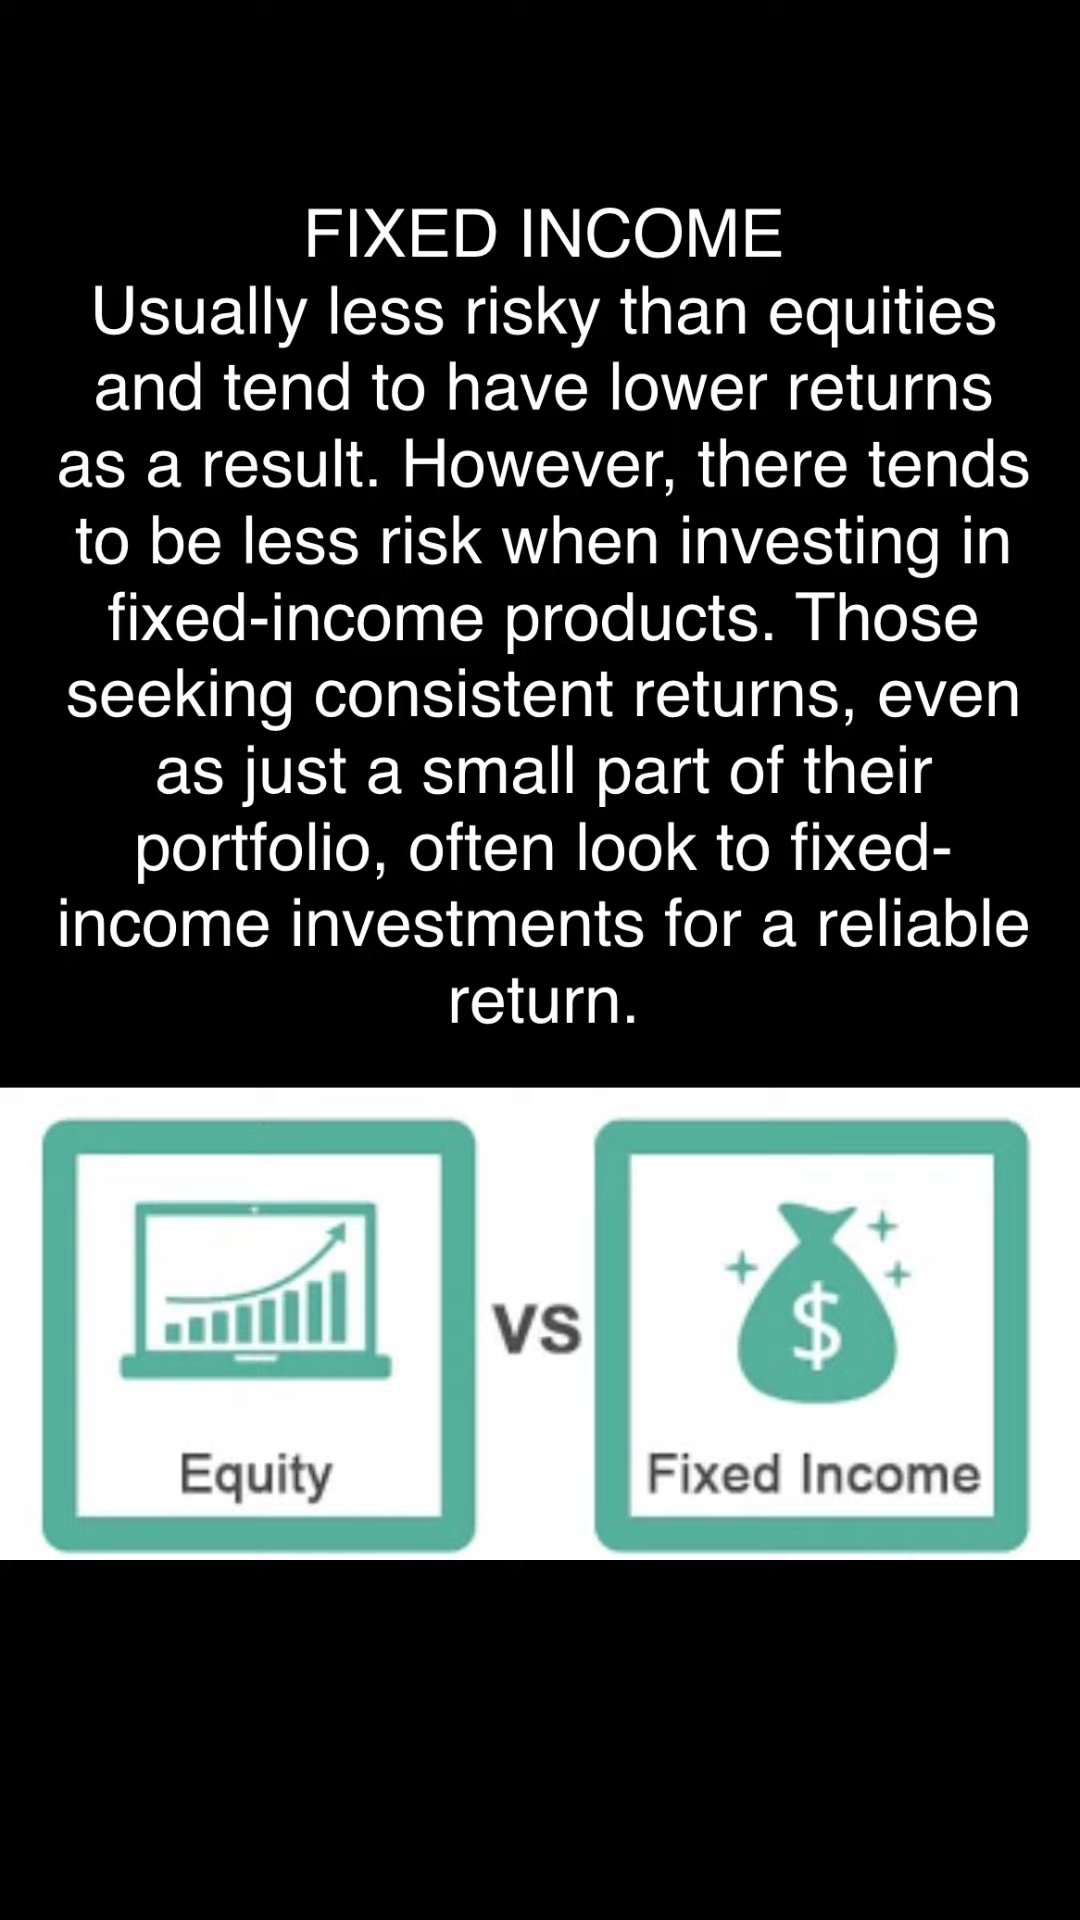 FIXED INCOME
Usually less risky than equities
and tend to have lower returns
as a result. However, there tends
to be less risk when investing in
fixed-income products. Those
seeking consistent returns, even
as just a small part of their
portfolio, often look to fixed-
income investments for a reliable
return.
$
vs
Equity
Fixed Income